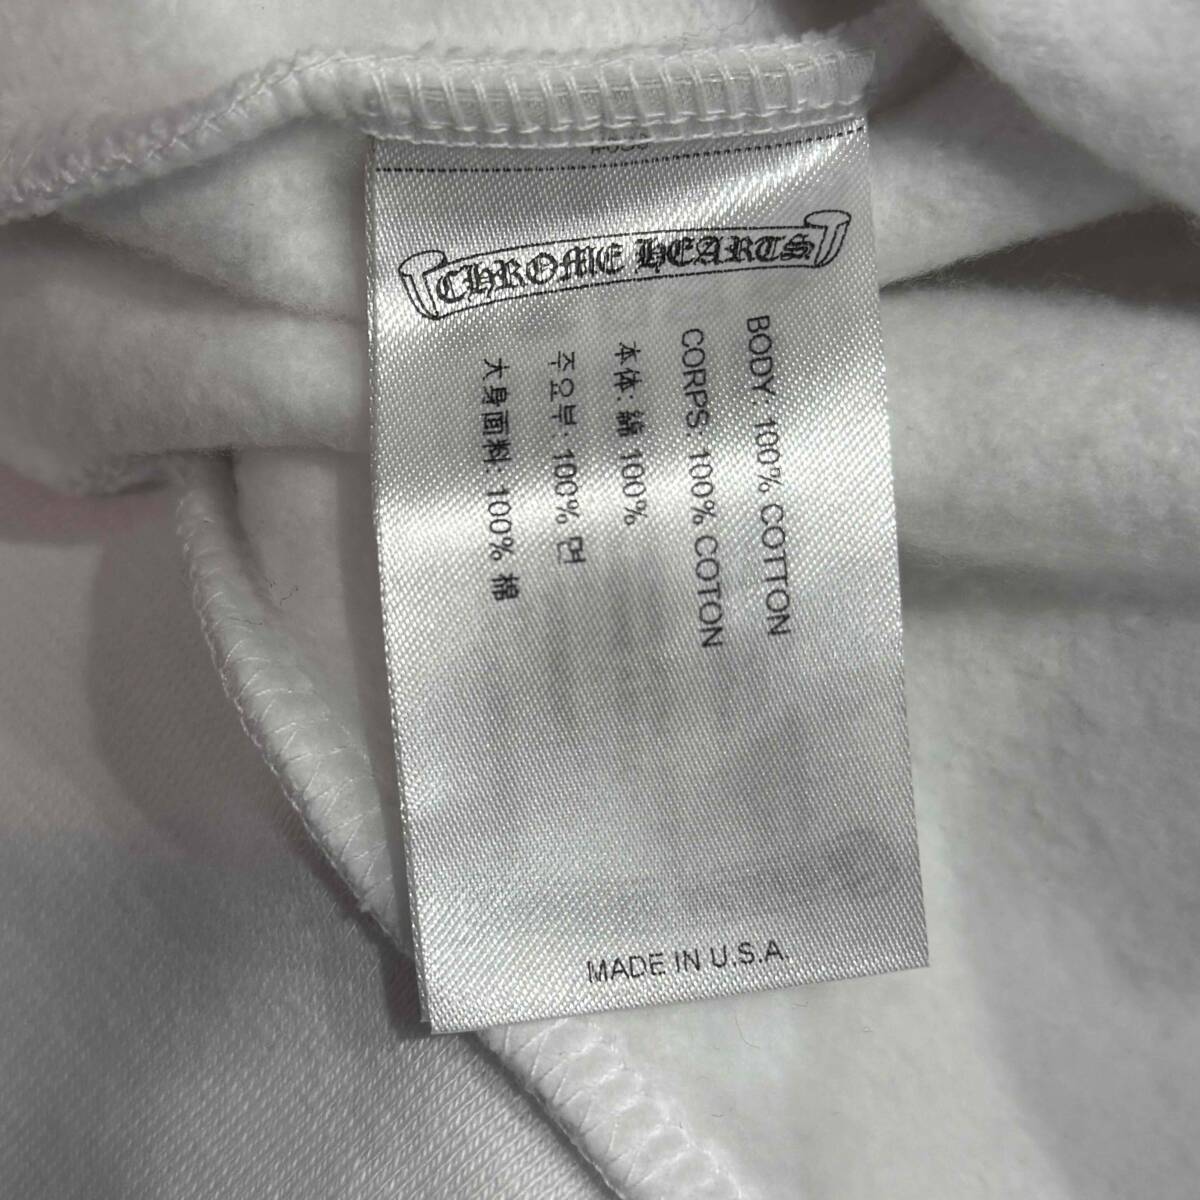 CHROME HEARTS
BODY: 100% COTTON
CORPS: 100% COTON
本体: 綿 100%
주요부: 100% 면
大身面料: 100% 棉
MADE IN U.S.A.